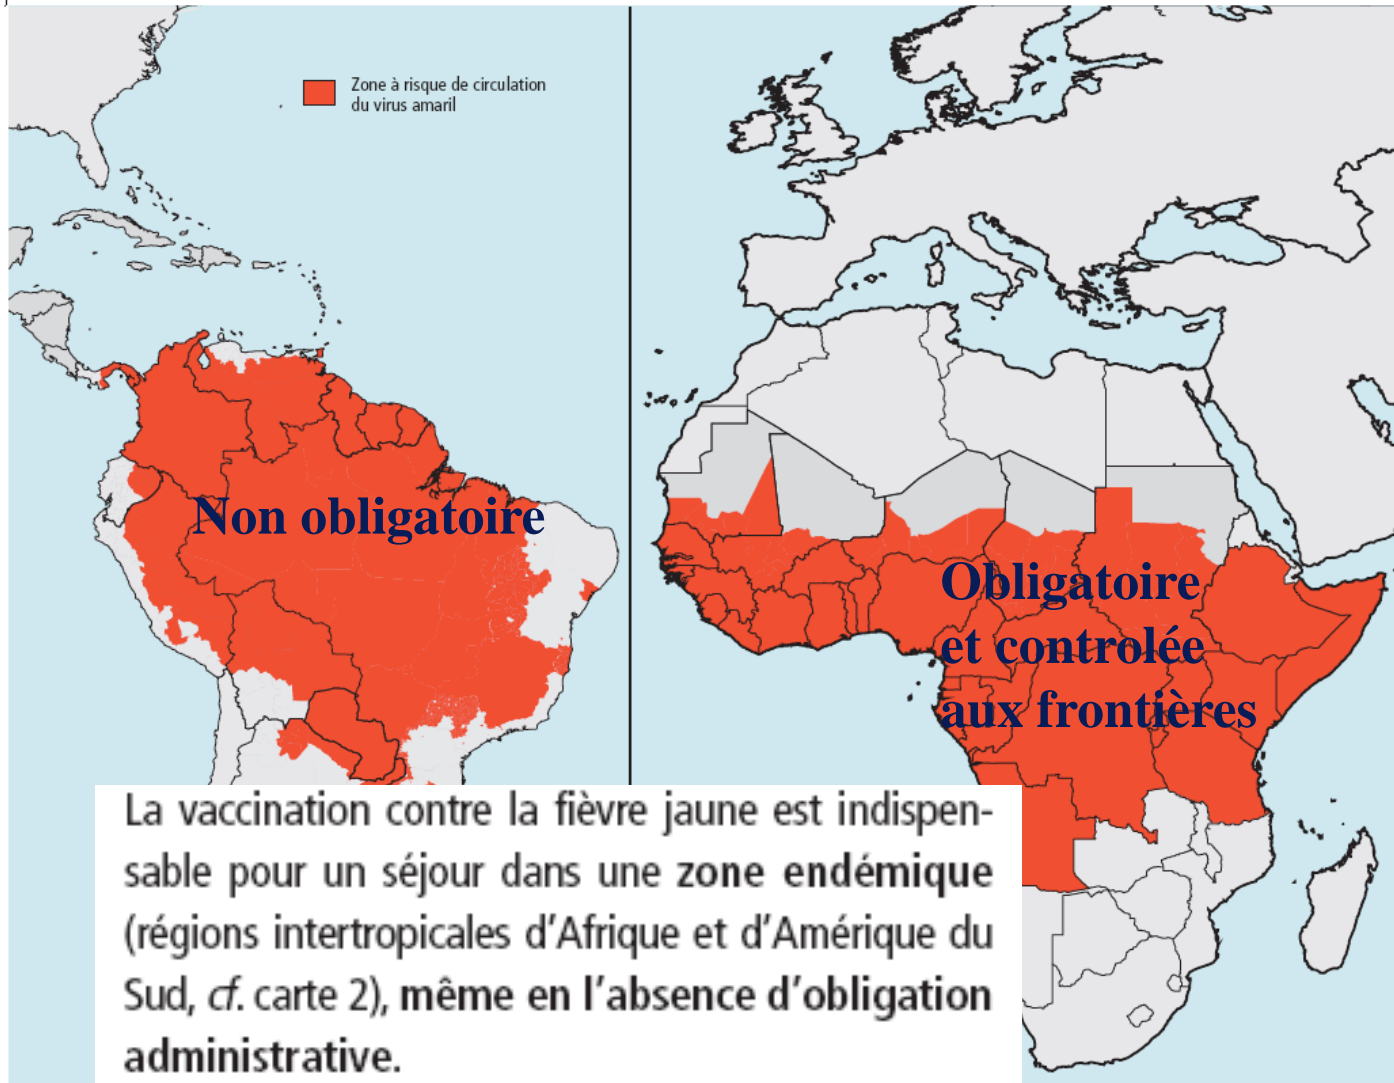 Zone à risque de circulation
du virus amaril
Non obligatoire
Obligatoire
et controlée
aux frontières
La vaccination contre la fièvre jaune est indispen-
sable pour un séjour dans une zone endémique
(régions intertropicales d'Afrique et d'Amérique du
Sud, cf. carte 2), même en l'absence d'obligation
administrative.